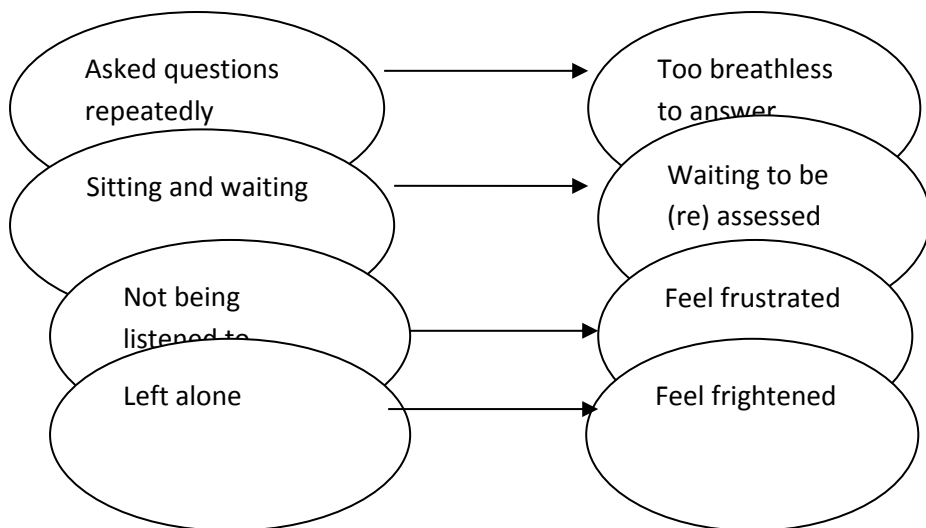 Asked questions
repeatedly
Too breathless
to answer
Sitting and waiting
Waiting to be
(re) assessed
Not being
listened to
Feel frustrated
Left alone
Feel frightened